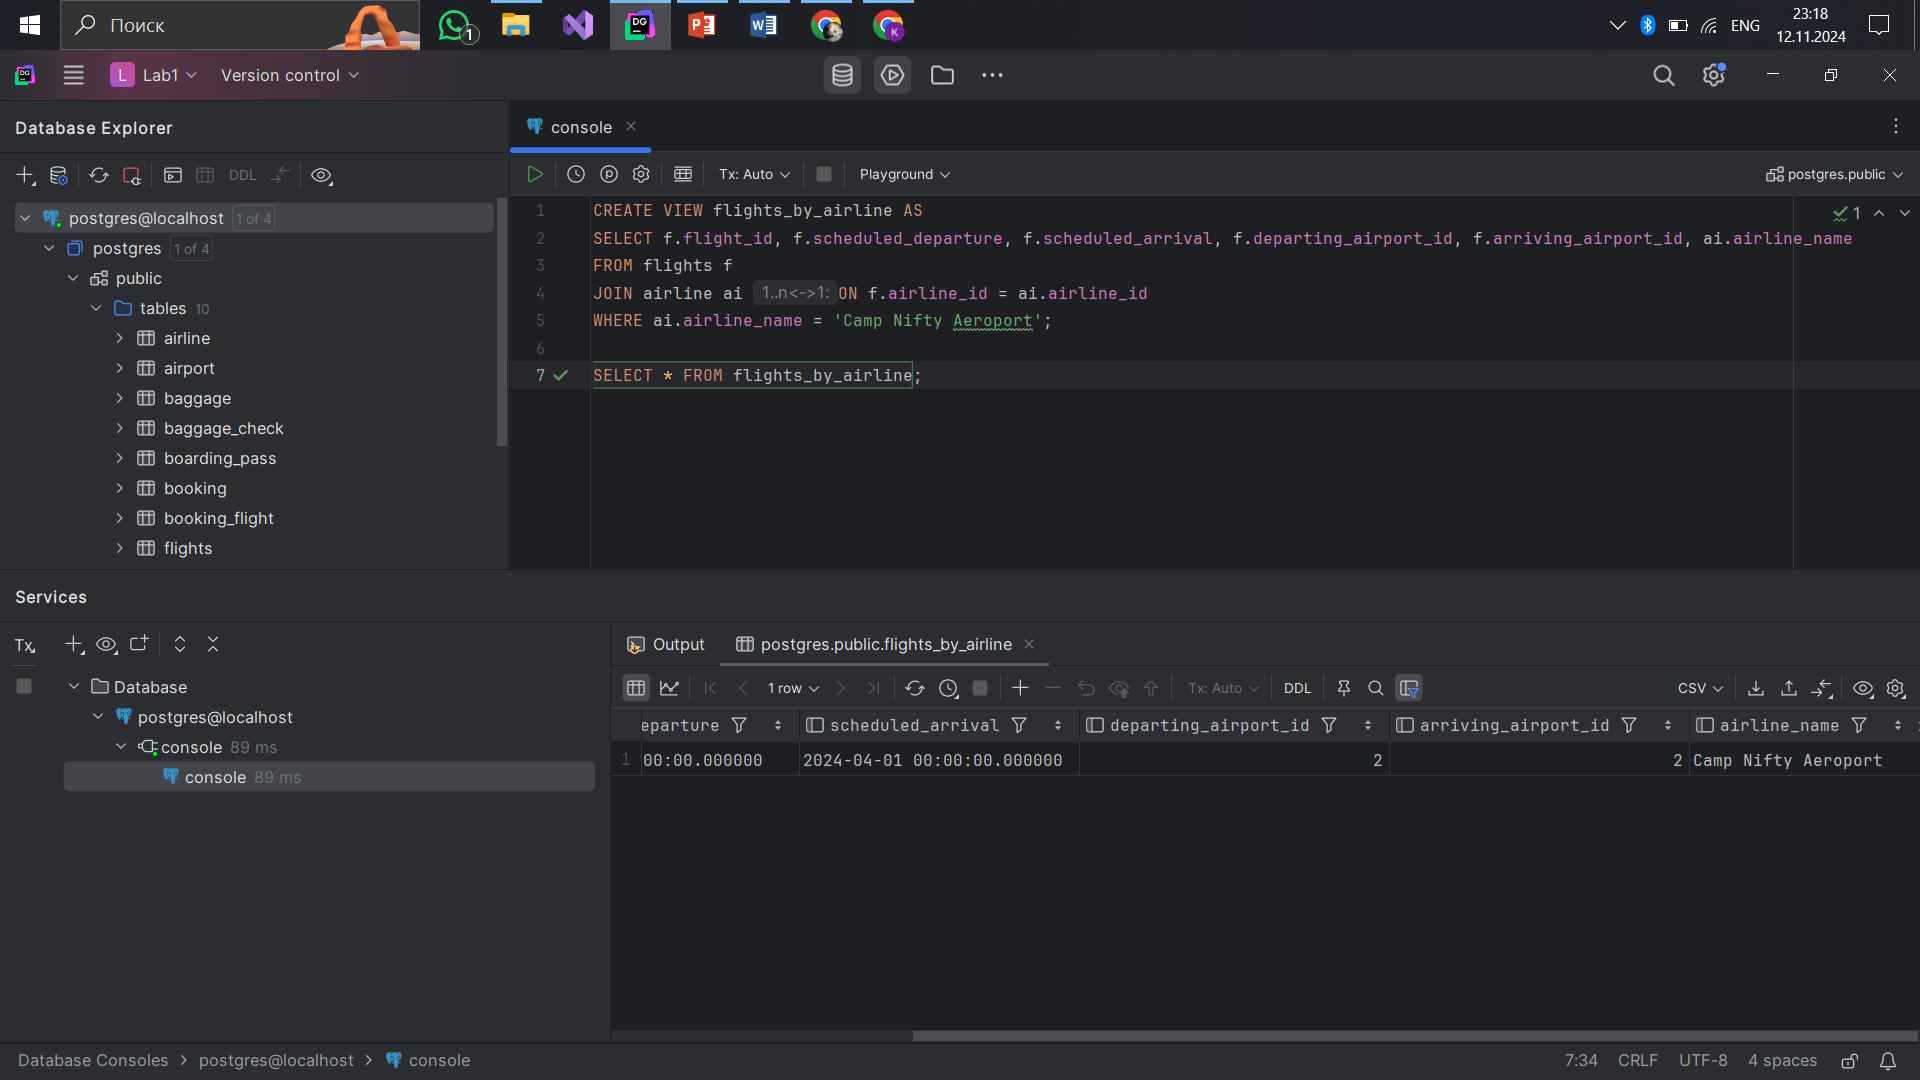 Поиск
1
ENG
23:18
12.11.2024
L Lab1
Version control
Database Explorer
console
DDL
Tx: Auto
Playground
postgres.public
postgres@localhost 1 of 4
postgres 1 of 4
public
tables 10
airline
airport
baggage
baggage_check
boarding_pass
booking
booking_flight
flights
1 CREATE VIEW flights_by_airline AS
2 SELECT f.flight_id, f.scheduled_departure, f.scheduled_arrival, f.departing_airport_id, f.arriving_airport_id, ai.airline_name
3 FROM flights f
4 JOIN airline ai 1..n<->1: ON f.airline_id = ai.airline_id
5 WHERE ai.airline_name = 'Camp Nifty Aeroport';
6
7 SELECT * FROM flights_by_airline;
1
Services
Tx
Database
postgres@localhost
console 89 ms
console 89 ms
Output
postgres.public.flights_by_airline
1 row
Tx: Auto
DDL
CSV
eparture scheduled_arrival departing_airport_id arriving_airport_id airline_name
1 00:00.000000 2024-04-01 00:00:00.000000 2 2 Camp Nifty Aeroport
Database Consoles > postgres@localhost > console
7:34 CRLF UTF-8 4 spaces